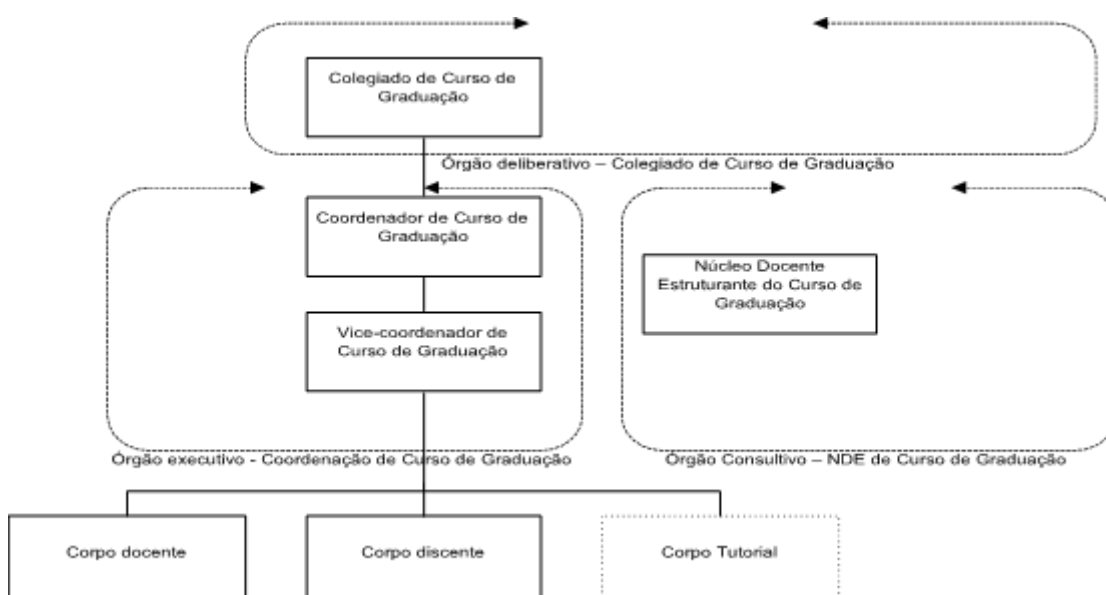 Colegiado de Curso de
Graduação
Órgão deliberativo – Colegiado de Curso de Graduação
Coordenador de Curso de
Graduação
Núcleo Docente
Estruturante do Curso de
Graduação
Vice-coordenador de
Curso de Graduação
Órgão executivo - Coordenação de Curso de Graduação
Órgão Consultivo – NDE de Curso de Graduação
Corpo docente
Corpo discente
Corpo Tutorial